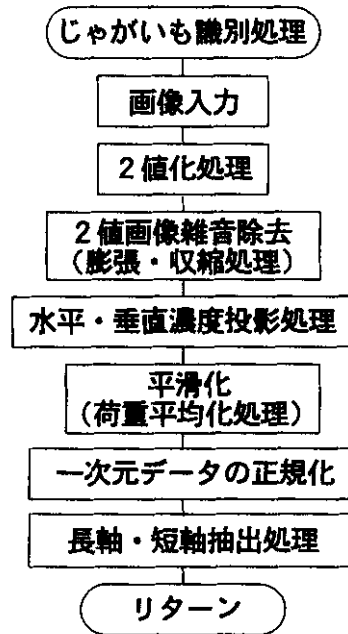 じゃがいも識別処理
画像入力
2値化処理
2値画像雑音除去
(膨張・収縮処理)
水平・垂直濃度投影処理
平滑化
(荷重平均化処理)
一次元データの正規化
長軸・短軸抽出処理
リターン